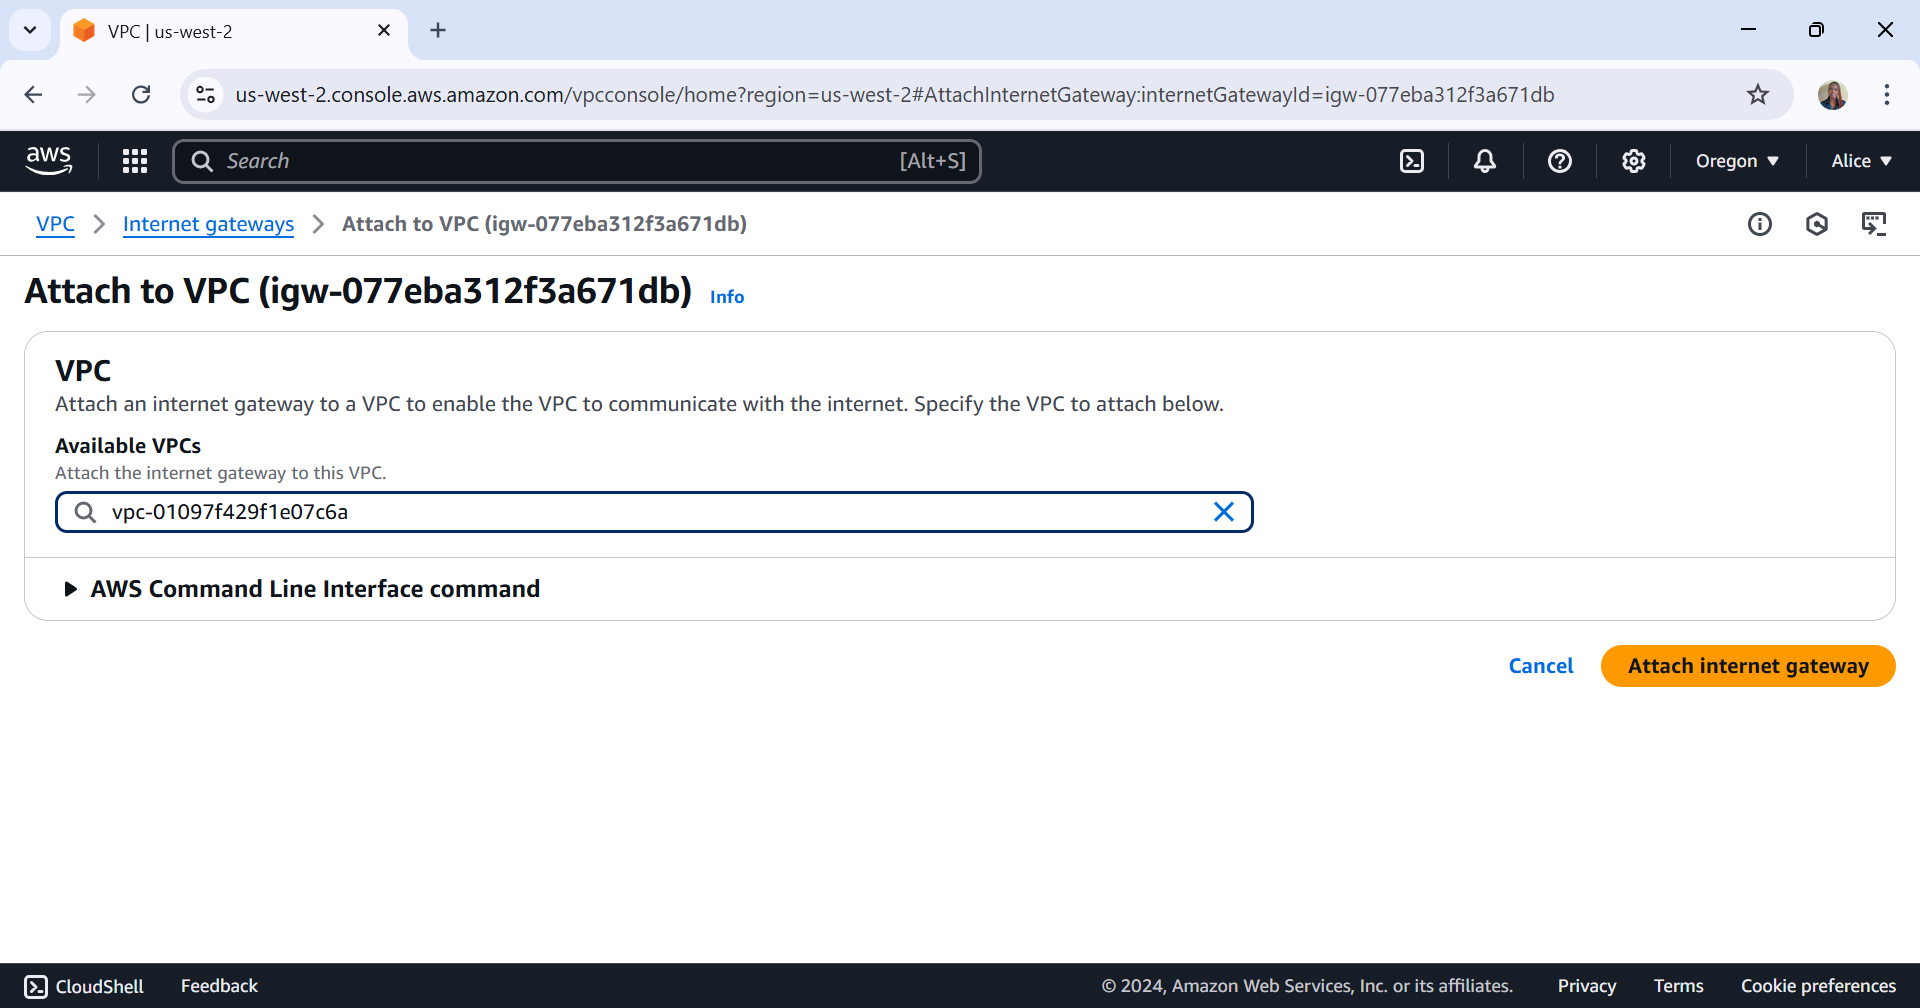 VPC | us-west-2
us-west-2.console.aws.amazon.com/vpcconsole/home?region=us-west-2#AttachInternetGateway:internetGatewayId=igw-077eba312f3a671db
aws
Search [Alt+S]
Oregon
Alice
VPC
Internet gateways
Attach to VPC (igw-077eba312f3a671db)
Attach to VPC (igw-077eba312f3a671db) Info
VPC
Attach an internet gateway to a VPC to enable the VPC to communicate with the internet. Specify the VPC to attach below.
Available VPCs
Attach the internet gateway to this VPC.
vpc-01097f429f1e07c6a
AWS Command Line Interface command
Cancel
Attach internet gateway
CloudShell
Feedback
© 2024, Amazon Web Services, Inc. or its affiliates.
Privacy
Terms
Cookie preferences